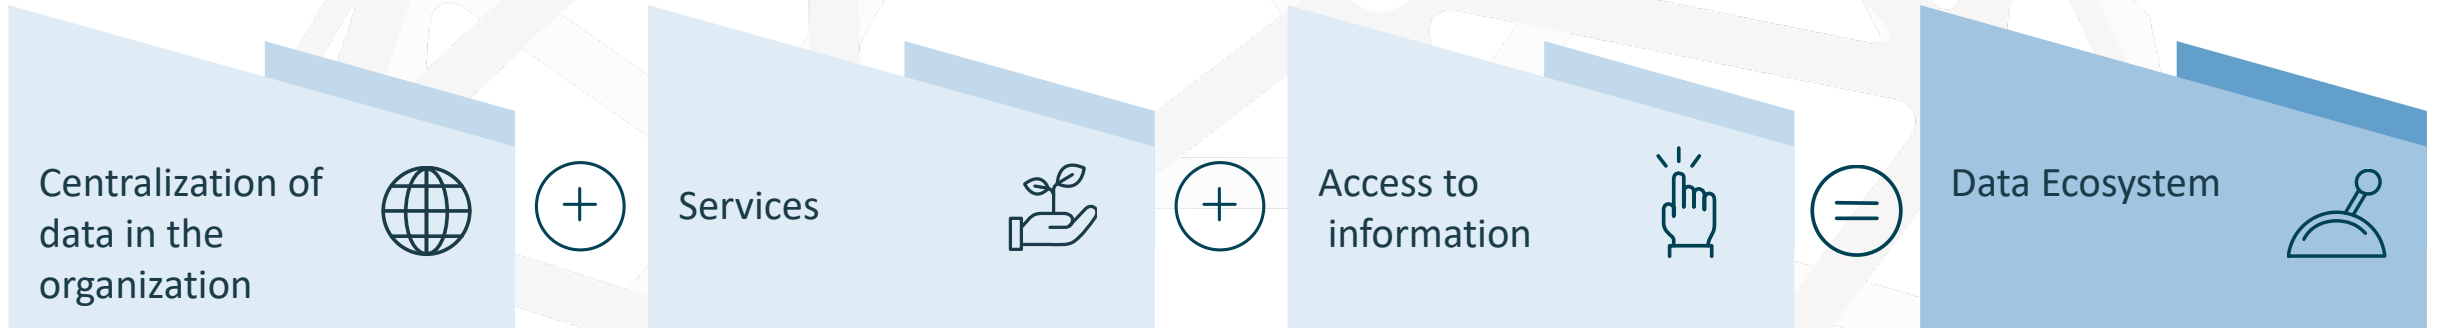 Centralization of
data in the
organization
+
Services
+
Access to
information
=
Data Ecosystem